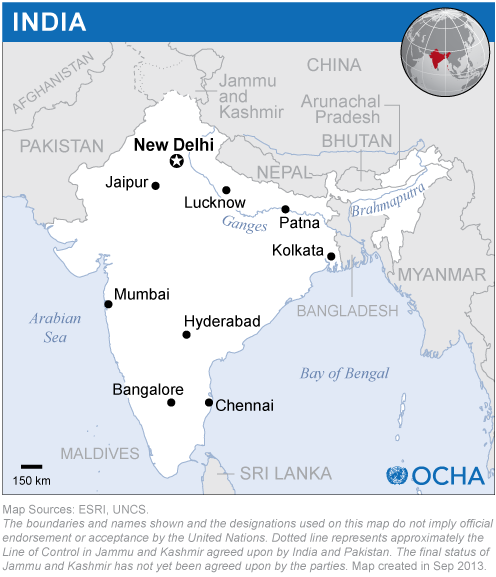 INDIA
AFGHANISTAN
CHINA
Jammu
and
Kashmir
Arunachal
Pradesh
PAKISTAN
New Delhi
BHUTAN
NEPAL
Jaipur
Lucknow
Brahmaputra
Ganges
Patna
Kolkata
MYANMAR
Mumbai
BANGLADESH
Arabian
Sea
Hyderabad
Bay of Bengal
Bangalore
Chennai
MALDIVES
SRI LANKA
150 km
OCHA
Map Sources: ESRI, UNCS.
The boundaries and names shown and the designations used on this map do not imply official
endorsement or acceptance by the United Nations. Dotted line represents approximately the
Line of Control in Jammu and Kashmir agreed upon by India and Pakistan. The final status of
Jammu and Kashmir has not yet been agreed upon by the parties. Map created in Sep 2013.